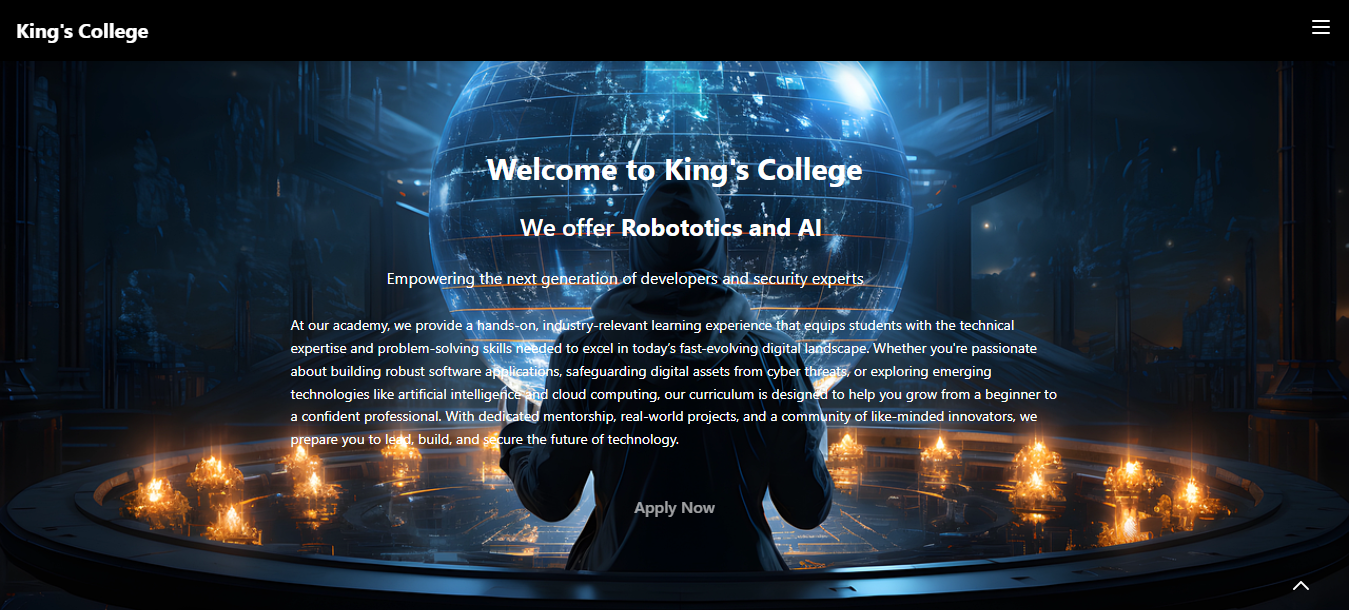 King's College
Welcome to King's College
We offer Robototics and AI
Empowering the next generation of developers and security experts
At our academy, we provide a hands-on, industry-relevant learning experience that equips students with the technical
expertise and problem-solving skills needed to excel in today’s fast-evolving digital landscape. Whether you're passionate
about building robust software applications, safeguarding digital assets from cyber threats, or exploring emerging
technologies like artificial intelligence and cloud computing, our curriculum is designed to help you grow from a beginner to
a confident professional. With dedicated mentorship, real-world projects, and a community of like-minded innovators, we
prepare you to lead, build, and secure the future of technology.
Apply Now